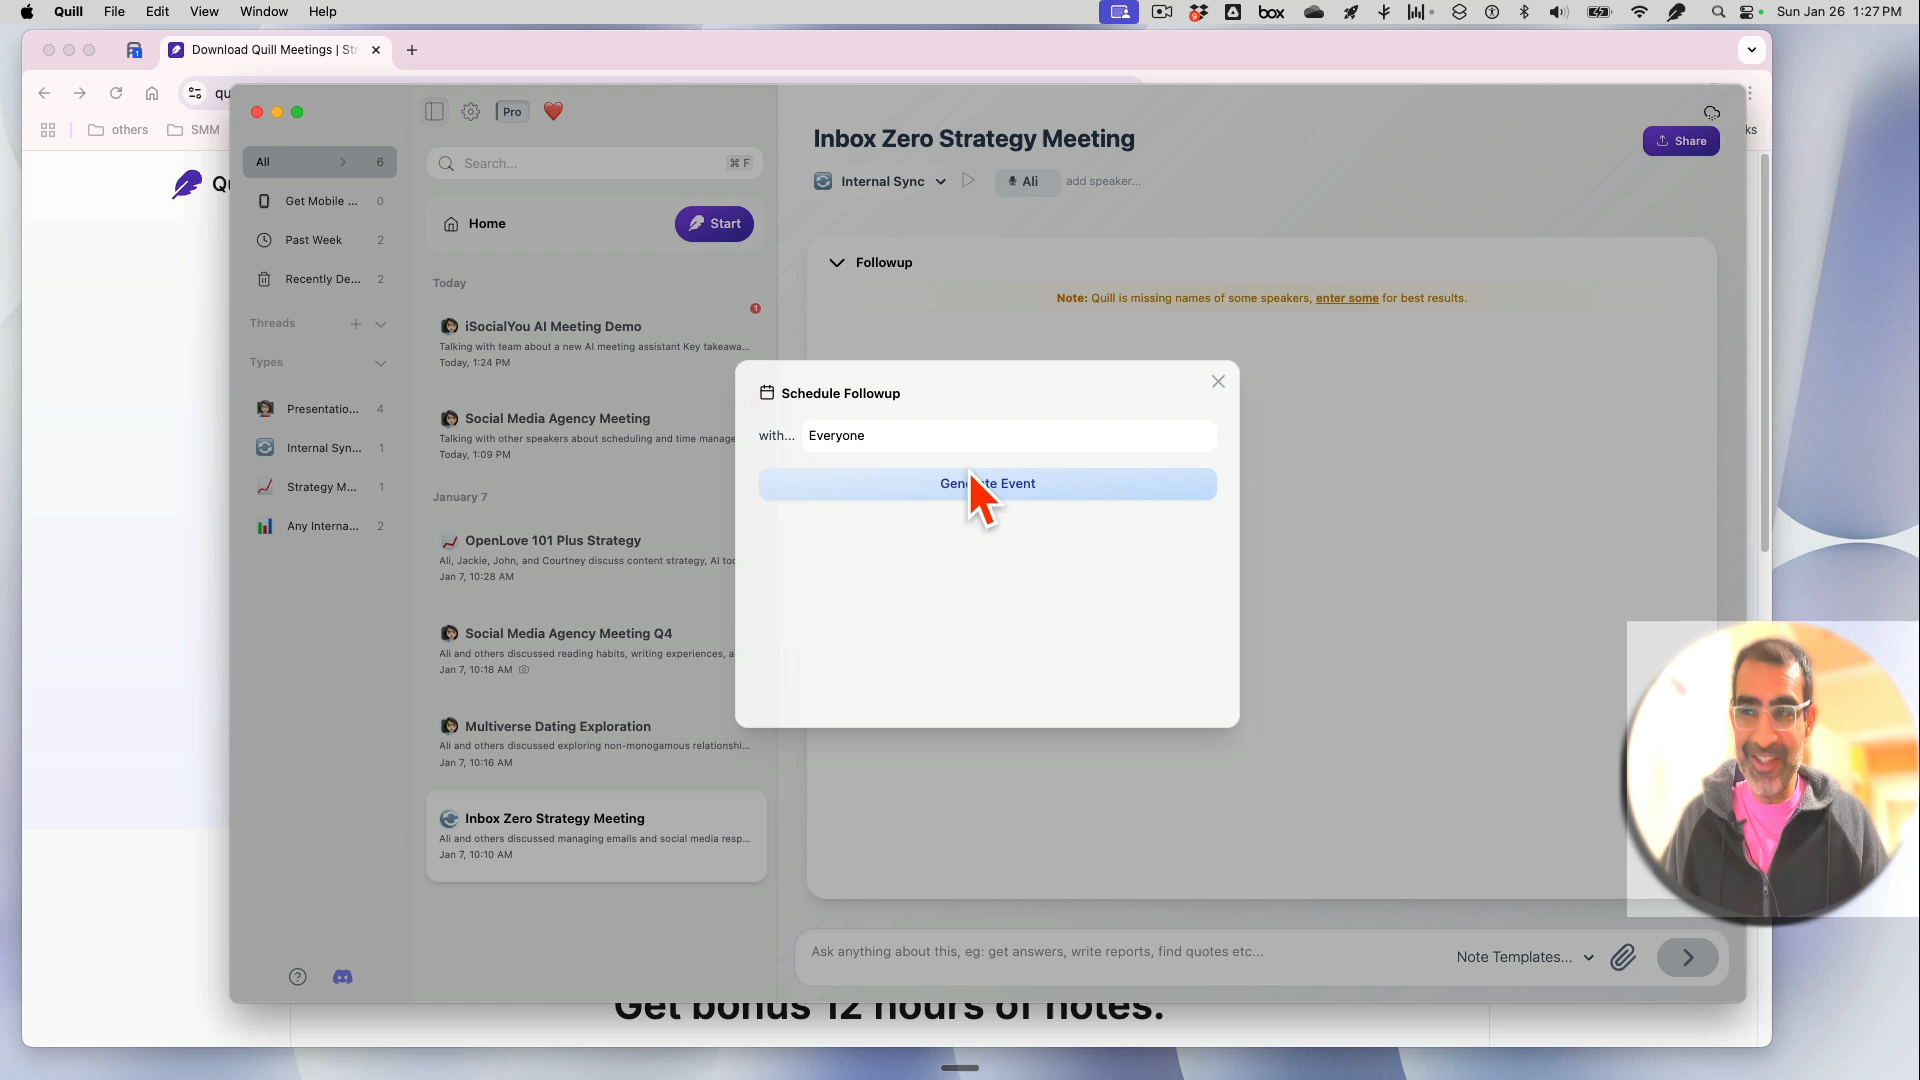 Quill File Edit View Window Help
box
Sun Jan 26 1:27 PM
Download Quill Meetings | Str
qu
others
SMM
ks
Qu
All 6
Get Mobile ... 0
Past Week 2
Recently De... 2
Threads
Types
Presentatio... 4
Internal Syn... 1
Strategy M... 1
Any Interna... 2
Pro
Search... ⌘ F
Home
Start
Today
1
iSocialYou AI Meeting Demo
Talking with team about a new AI meeting assistant Key takeawa...
Today, 1:24 PM
Social Media Agency Meeting
Talking with other speakers about scheduling and time manage
Today, 1:09 PM
January 7
OpenLove 101 Plus Strategy
Ali, Jackie, John, and Courtney discuss content strategy, AI too
Jan 7, 10:28 AM
Social Media Agency Meeting Q4
Ali and others discussed reading habits, writing experiences, a
Jan 7, 10:18 AM
Multiverse Dating Exploration
Ali and others discussed exploring non-monogamous relationshi...
Jan 7, 10:16 AM
Inbox Zero Strategy Meeting
Ali and others discussed managing emails and social media resp...
Jan 7, 10:10 AM
Inbox Zero Strategy Meeting
Share
Internal Sync
Ali
add speaker...
Followup
Note: Quill is missing names of some speakers, enter some for best results.
Schedule Followup
with... Everyone
Generate Event
Ask anything about this, eg: get answers, write reports, find quotes etc...
Note Templates...
Get bonus 12 hours of notes.